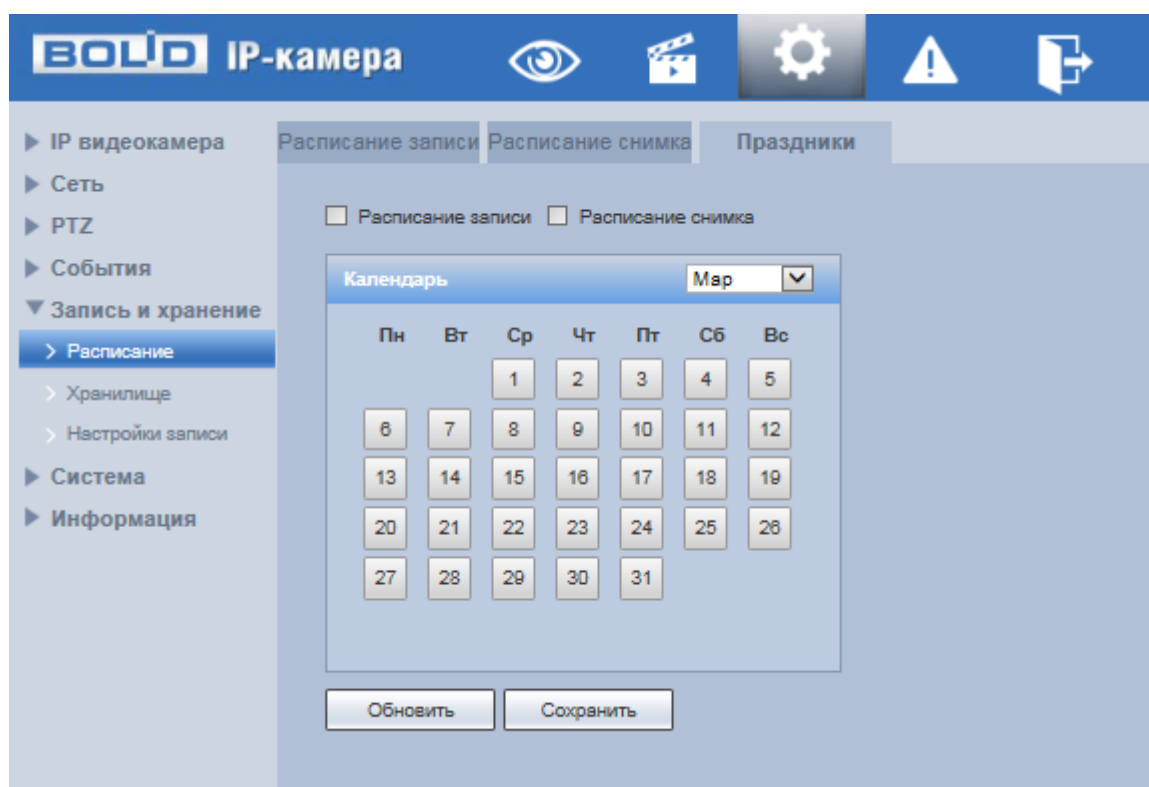 BOLID IP-камера
IP видеокамера
Сеть
PTZ
События
Запись и хранение
Расписание
Хранилище
Настройки записи
Система
Информация
Расписание записи Расписание снимка Праздники
Расписание записи Расписание снимка
Календарь Мар
Пн Вт Ср Чт Пт Сб Вс
1 2 3 4 5
6 7 8 9 10 11 12
13 14 15 16 17 18 19
20 21 22 23 24 25 26
27 28 29 30 31
Обновить Сохранить